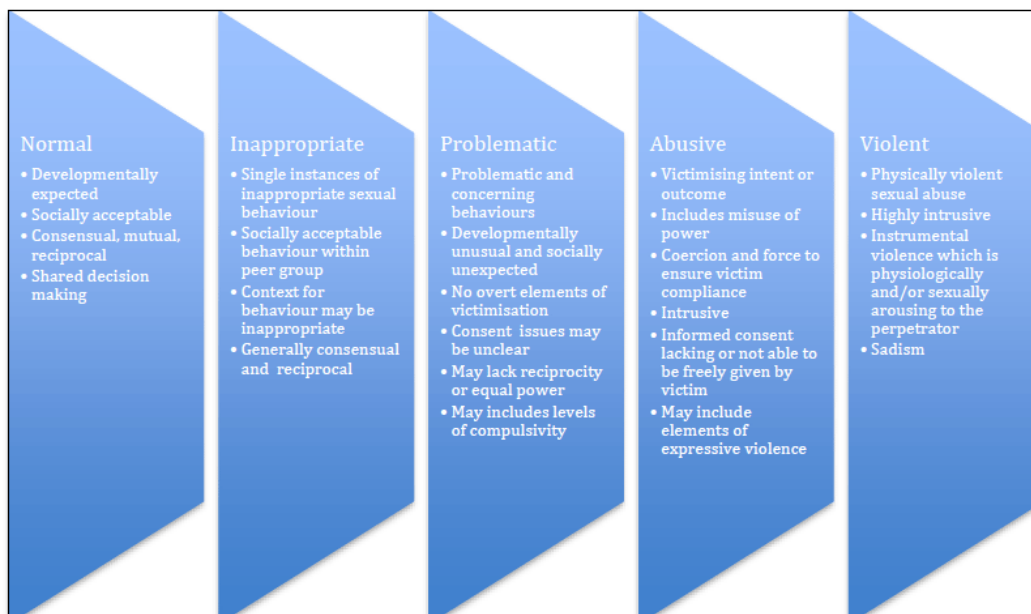 Normal
• Developmentally
expected
• Socially acceptable
• Consensual, mutual,
reciprocal
• Shared decision
making
Inappropriate
• Single instances of
inappropriate sexual
behaviour
• Socially acceptable
behaviour within
peer group
• Context for
behaviour may be
inappropriate
• Generally consensual
and reciprocal
Problematic
• Problematic and
concerning
behaviours
• Developmentally
unusual and socially
unexpected
• No overt elements of
victimisation
• Consent issues may
be unclear
• May lack reciprocity
or equal power
• May includes levels
of compulsivity
Abusive
• Victimising intent or
outcome
• Includes misuse of
power
• Coercion and force to
ensure victim
compliance
• Intrusive
• Informed consent
lacking or not able to
be freely given by
victim
• May include
elements of
expressive violence
Violent
• Physically violent
sexual abuse
• Highly intrusive
• Instrumental
violence which is
physiologically
and/or sexually
arousing to the
perpetrator
• Sadism